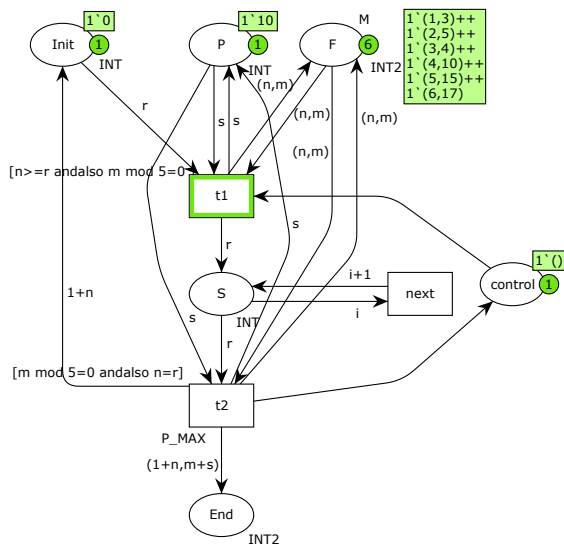 1`0
Init
1
INT
1`10
P
1
INT
M
F
6
INT2
1`(1,3)++
1`(2,5)++
1`(3,4)++
1`(4,10)++
1`(5,15)++
1`(6,17)
r
s
s
(n,m)
(n,m)
(n,m)
(n,m)
[n>=r andalso m mod 5=0
t1
s
r
S
INT
i+1
i
next
1`()
control
1
1+n
s
r
[m mod 5=0 andalso n=r]
t2
P_MAX
(1+n,m+s)
End
INT2